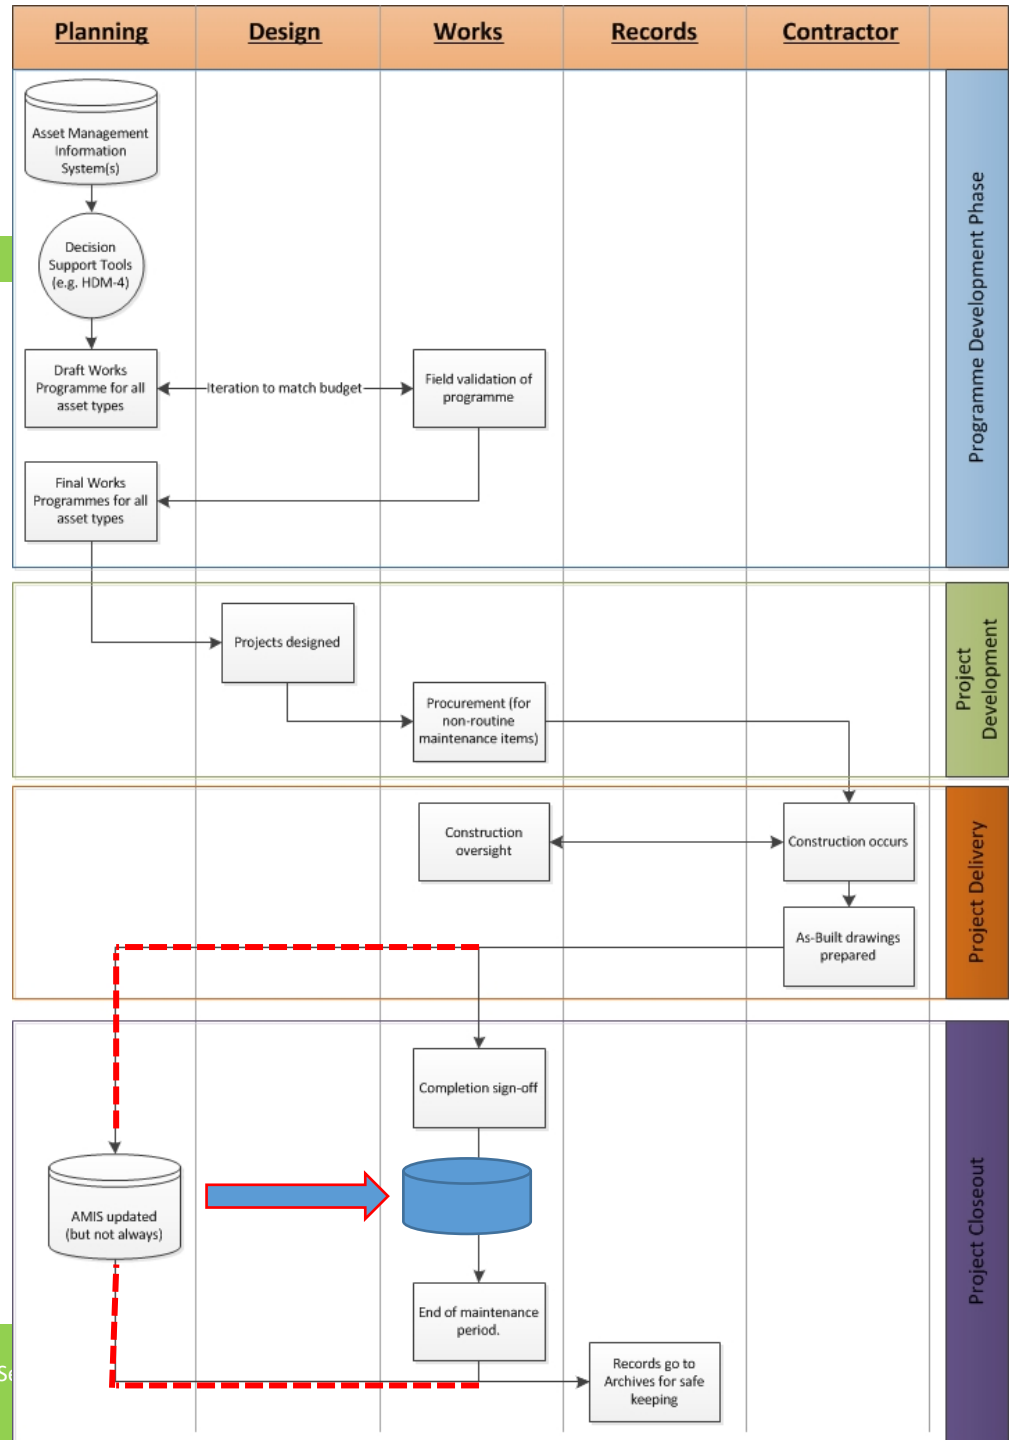 Planning
Design
Works
Records
Contractor
Asset Management
Information
System(s)
Decision
Support Tools
(e.g. HDM-4)
Draft Works
Programme for all
asset types
Iteration to match budget
Field validation of
programme
Final Works
Programmes for all
asset types
Programme Development Phase
Projects designed
Procurement (for
non-routine
maintenance items)
Project
Development
Construction
oversight
Construction occurs
As-Built drawings
prepared
Project Delivery
Completion sign-off
AMIS updated
(but not always)
End of maintenance
period.
Records go to
Archives for safe
keeping
Project Closeout